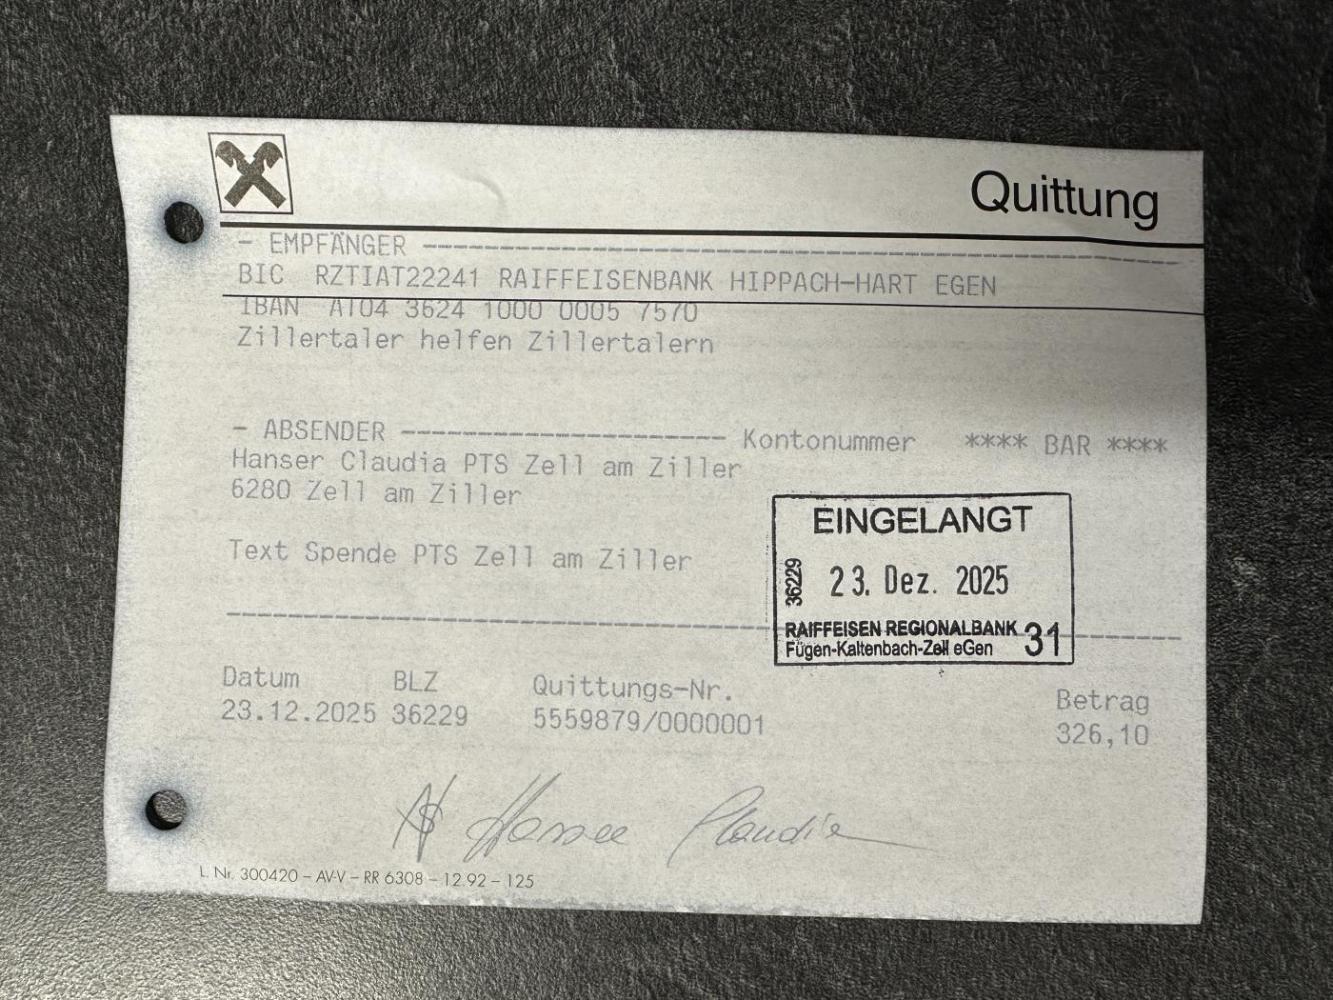 Quittung
- EMPFÄNGER
BIC RZTIAT22241 RAIFFEISENBANK HIPPACH-HART EGEN
IBAN AT04 3624 1000 0005 7570
Zillertaler helfen Zillertalern
- ABSENDER Kontonummer **** BAR ****
Hanser Claudia PTS Zell am Ziller
6280 Zell am Ziller
EINGELANGT
Text Spende PTS Zell am Ziller
36229
23. Dez. 2025
RAIFFEISEN REGIONALBANK 31
Fügen-Kaltenbach-Zell eGen
Datum BLZ Quittungs-Nr. Betrag
23.12.2025 36229 5559879/0000001 326,10
Hanser Claudia
L. Nr. 300420 – AV-V – RR 6308 – 12.92 – 125